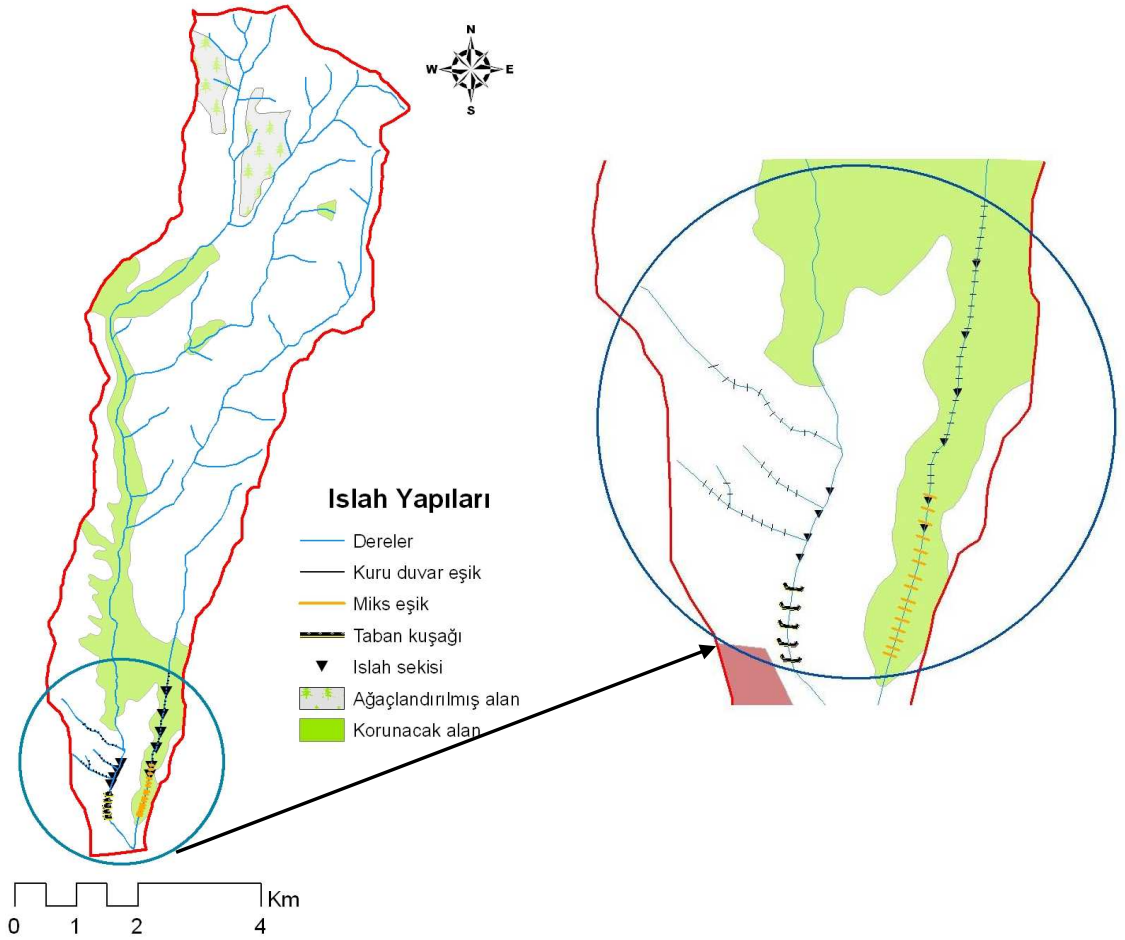 N
W E
S
Islah Yapıları
Dereler
Kuru duvar eşik
Miks eşik
Taban kuşağı
Islah sekisi
Ağaçlandırılmış alan
Korunacak alan
Km
0 1 2 4